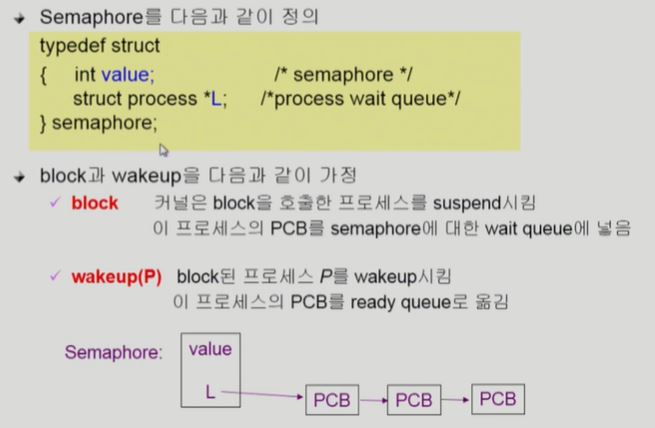 Semaphore를 다음과 같이 정의
typedef struct
{ int value; /* semaphore */
struct process *L; /*process wait queue*/
} semaphore;
block과 wakeup을 다음과 같이 가정
block 커널은 block을 호출한 프로세스를 suspend시킴
이 프로세스의 PCB를 semaphore에 대한 wait queue에 넣음
wakeup(P) block된 프로세스 P를 wakeup시킴
이 프로세스의 PCB를 ready queue로 옮김
Semaphore: value
L PCB PCB PCB